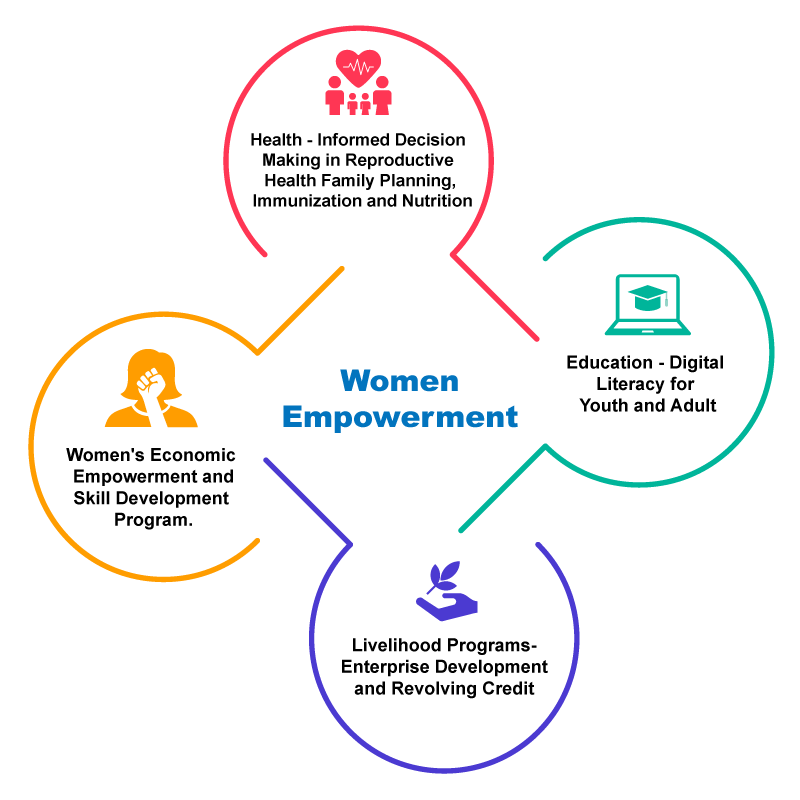 Health - Informed Decision
Making in Reproductive
Health Family Planning,
Immunization and Nutrition
Education - Digital
Literacy for
Youth and Adult
Women
Empowerment
Women's Economic
Empowerment and
Skill Development
Program.
Livelihood Programs-
Enterprise Development
and Revolving Credit